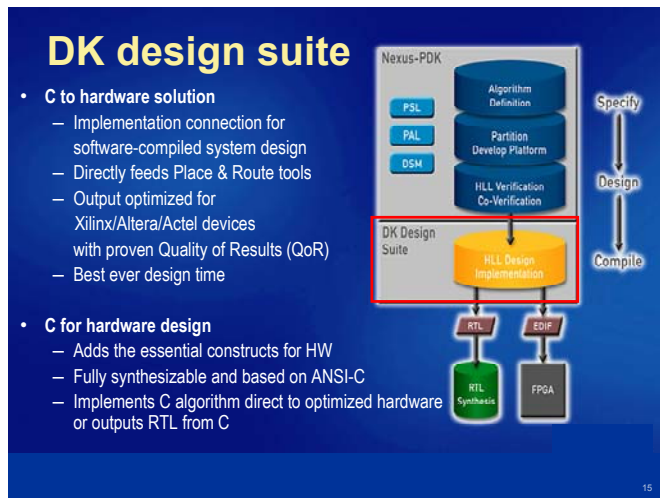 DK design suite
• C to hardware solution
– Implementation connection for
software-compiled system design
– Directly feeds Place & Route tools
– Output optimized for
Xilinx/Altera/Actel devices
with proven Quality of Results (QoR)
– Best ever design time
• C for hardware design
– Adds the essential constructs for HW
– Fully synthesizable and based on ANSI-C
– Implements C algorithm direct to optimized hardware
or outputs RTL from C
Nexus-PDK
PSL
PAL
DSM
Algorithm
Definition
Partition
Develop Platform
HLL Verification
Co-Verification
DK Design
Suite
HLL Design
Implementation
RTL
EDIF
RTL
Synthesis
FPGA
Specify
Design
Compile
15